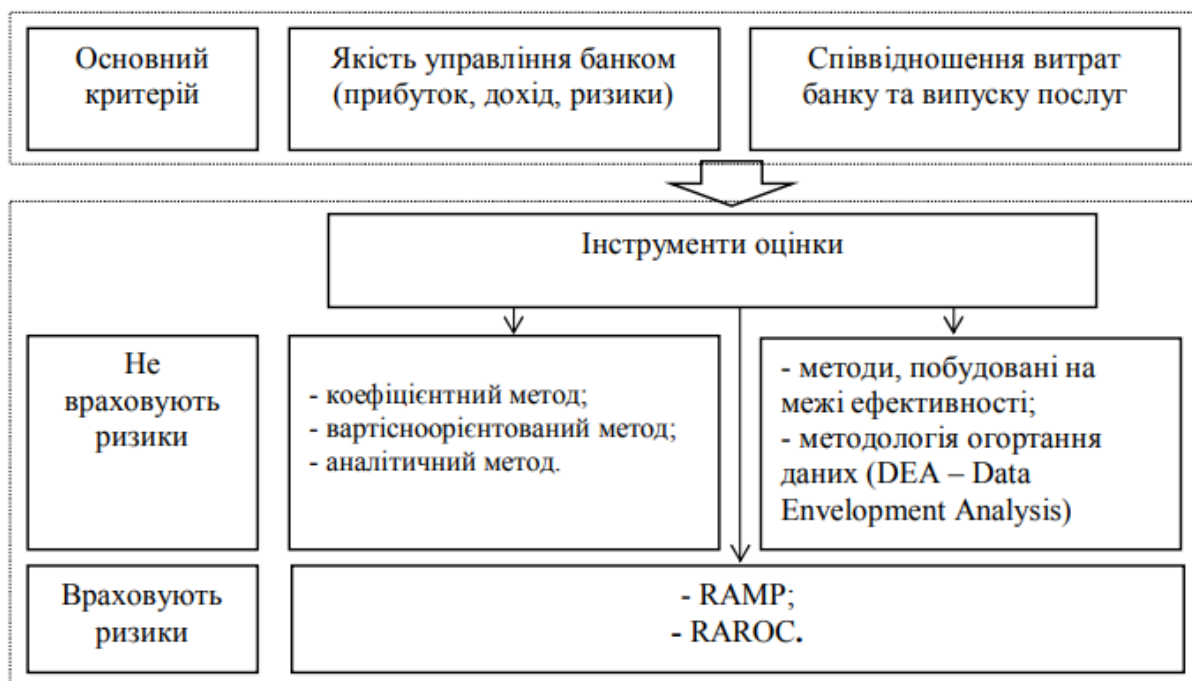 Основний
критерій
Якість управління банком
(прибуток, дохід, ризики)
Співвідношення витрат
банку та випуску послуг
Інструменти оцінки
Не
враховують
ризики
- коефіцієнтний метод;
- вартісноорієнтований метод;
- аналітичний метод.
- методи, побудовані на
межі ефективності;
- методологія огортання
даних (DEA – Data
Envelopment Analysis)
Враховують
ризики
- RAMP;
- RAROC.